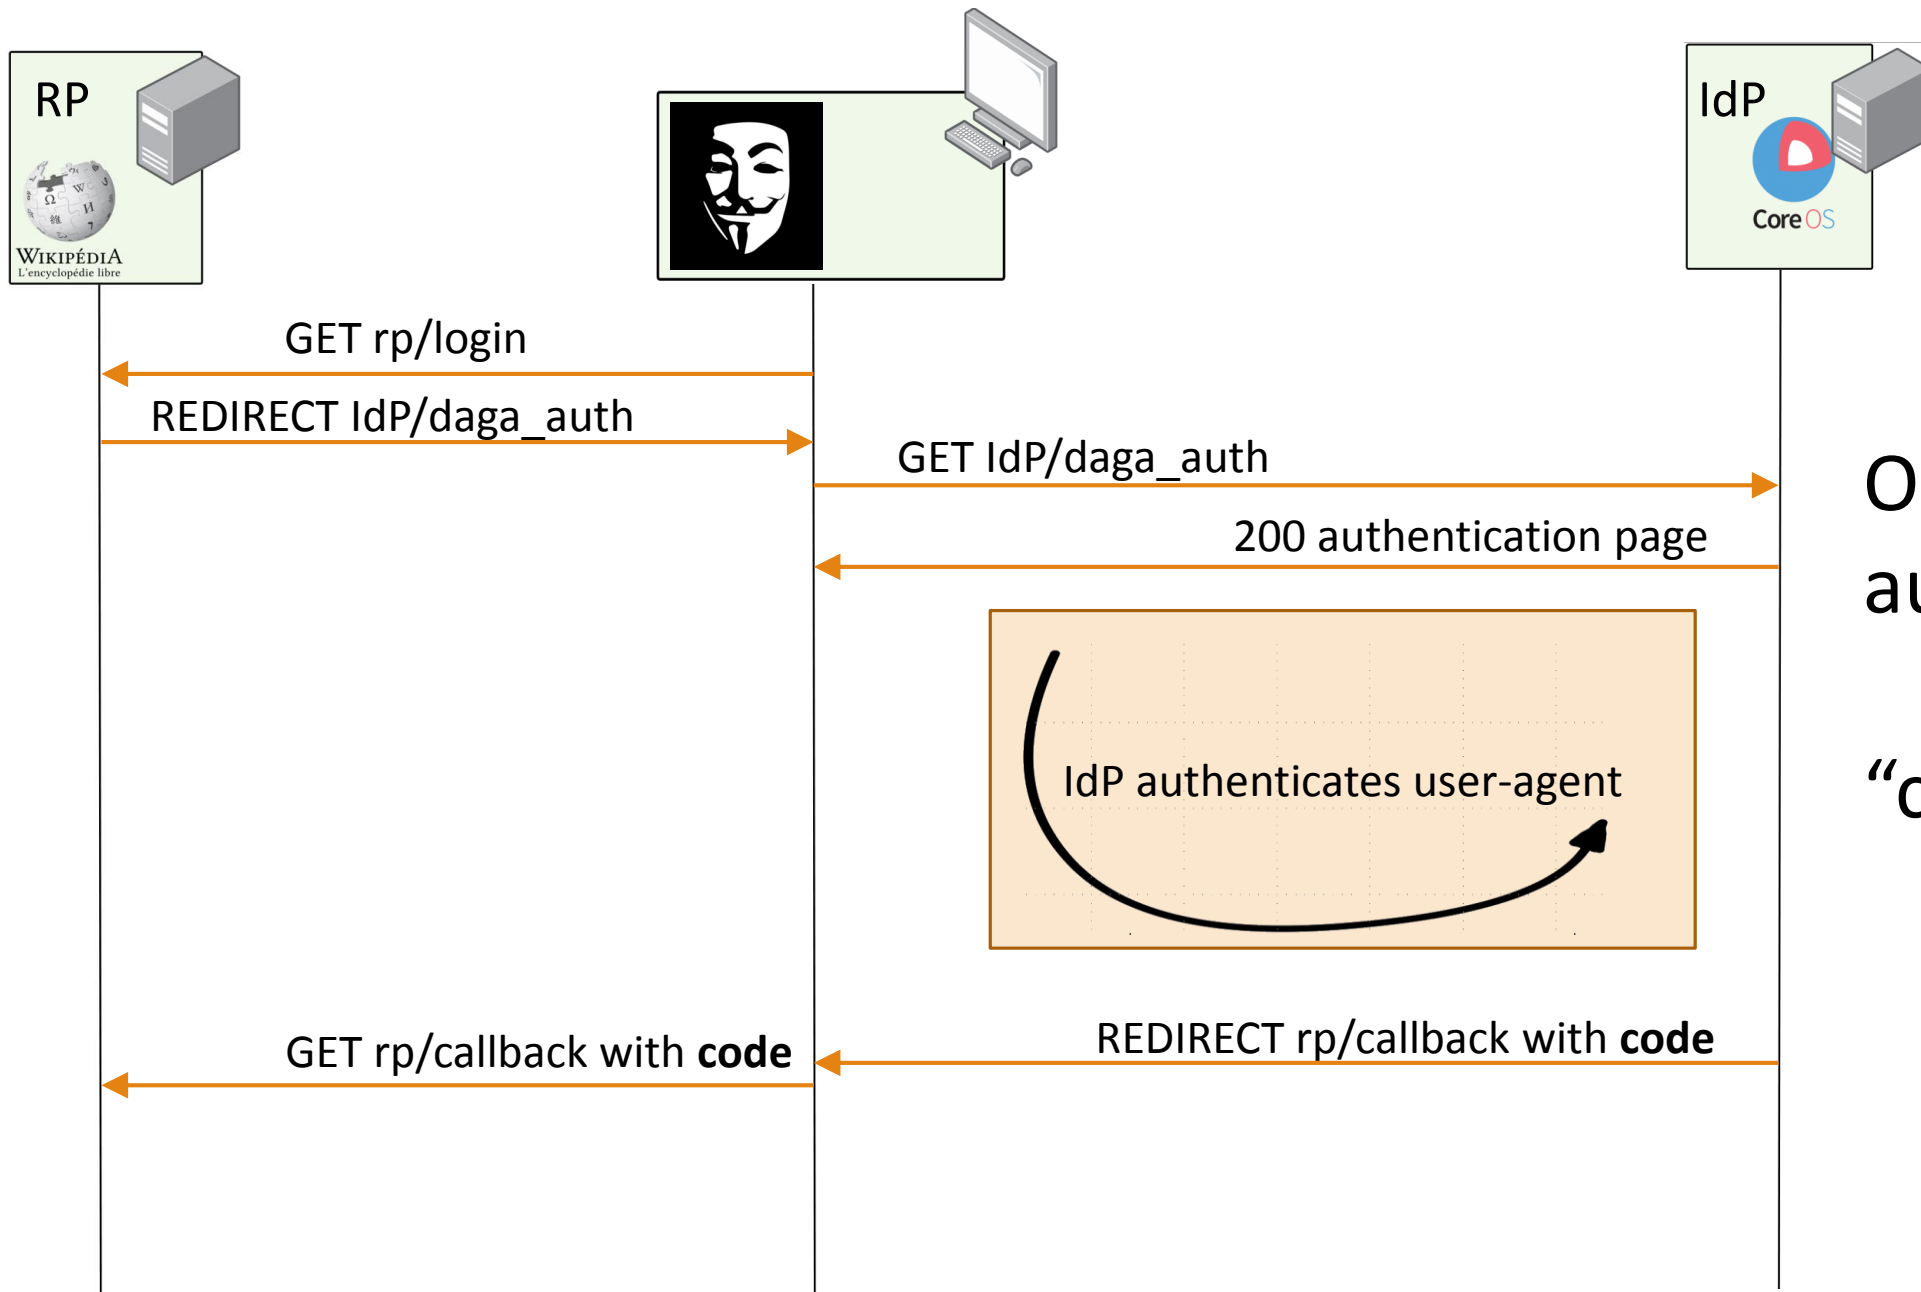 RP
IdP
WIKIPÉDIA
L'encyclopédie libre
Core OS
GET rp/login
REDIRECT IdP/daga_auth
GET IdP/daga_auth
200 authentication page
IdP authenticates user-agent
REDIRECT rp/callback with code
GET rp/callback with code